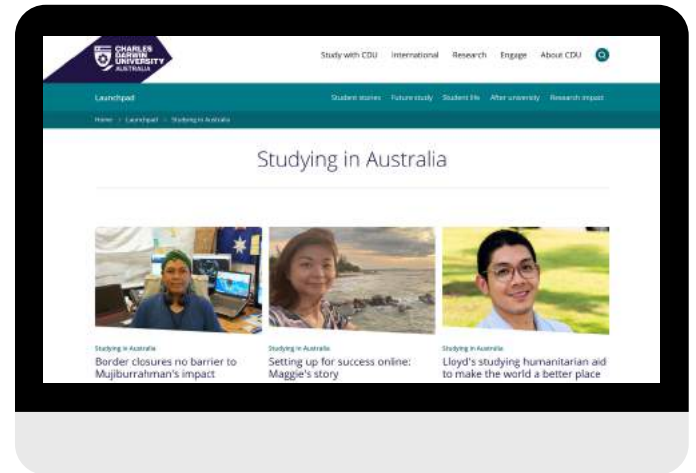 CHARLES
DARWIN
UNIVERSITY
AUSTRALIA
Study with CDU International Research Engage About CDU
Launchpad
Student stories Future study Student life After university Research impact
Home > Launchpad > Studying in Australia
Studying in Australia
Studying in Australia
Border closures no barrier to
Mujiburrahman's impact
Studying in Australia
Setting up for success online:
Maggie's story
Studying in Australia
Lloyd's studying humanitarian aid
to make the world a better place